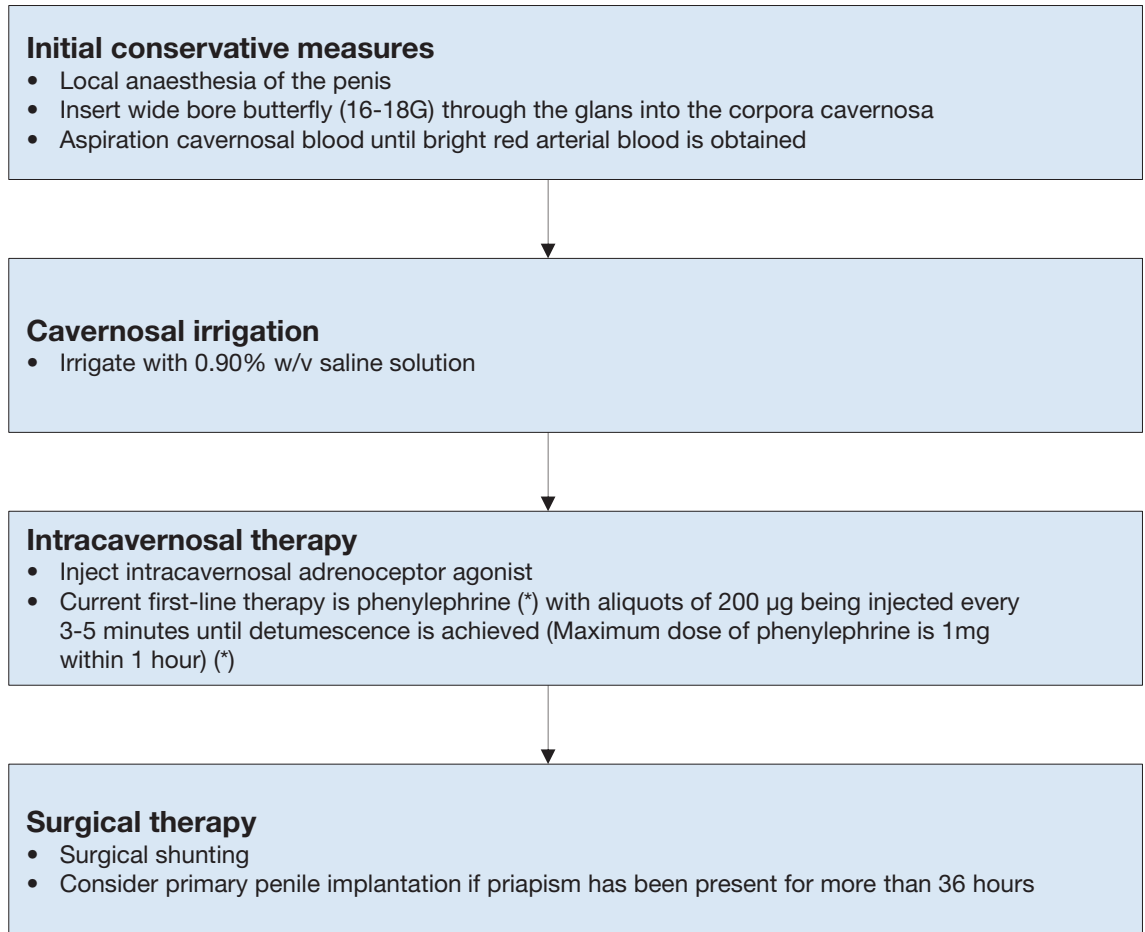 Initial conservative measures
• Local anaesthesia of the penis
• Insert wide bore butterfly (16-18G) through the glans into the corpora cavernosa
• Aspiration cavernosal blood until bright red arterial blood is obtained
Cavernosal irrigation
• Irrigate with 0.90% w/v saline solution
Intracavernosal therapy
• Inject intracavernosal adrenoceptor agonist
• Current first-line therapy is phenylephrine (*) with aliquots of 200 µg being injected every
3-5 minutes until detumescence is achieved (Maximum dose of phenylephrine is 1mg
within 1 hour) (*)
Surgical therapy
• Surgical shunting
• Consider primary penile implantation if priapism has been present for more than 36 hours